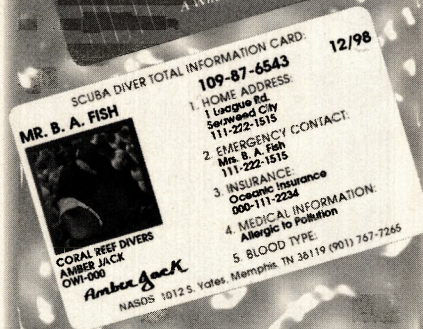 SCUBA DIVER TOTAL INFORMATION CARD:
12/98
MR. B. A. FISH
109-87-6543
1. HOME ADDRESS:
1 League Rd.
Seaweed City
111-222-1515
2. EMERGENCY CONTACT:
Mrs. B. A. Fish
111-222-1515
3. INSURANCE:
Oceanic Insurance
000-111-2234
4. MEDICAL INFORMATION:
Allergic to Pollution
5. BLOOD TYPE:
CORAL REEF DIVERS
AMBER JACK
OWI-000
Amber Jack
NASDS 1012 S. Yates, Memphis, TN 38119 (901) 767-7265